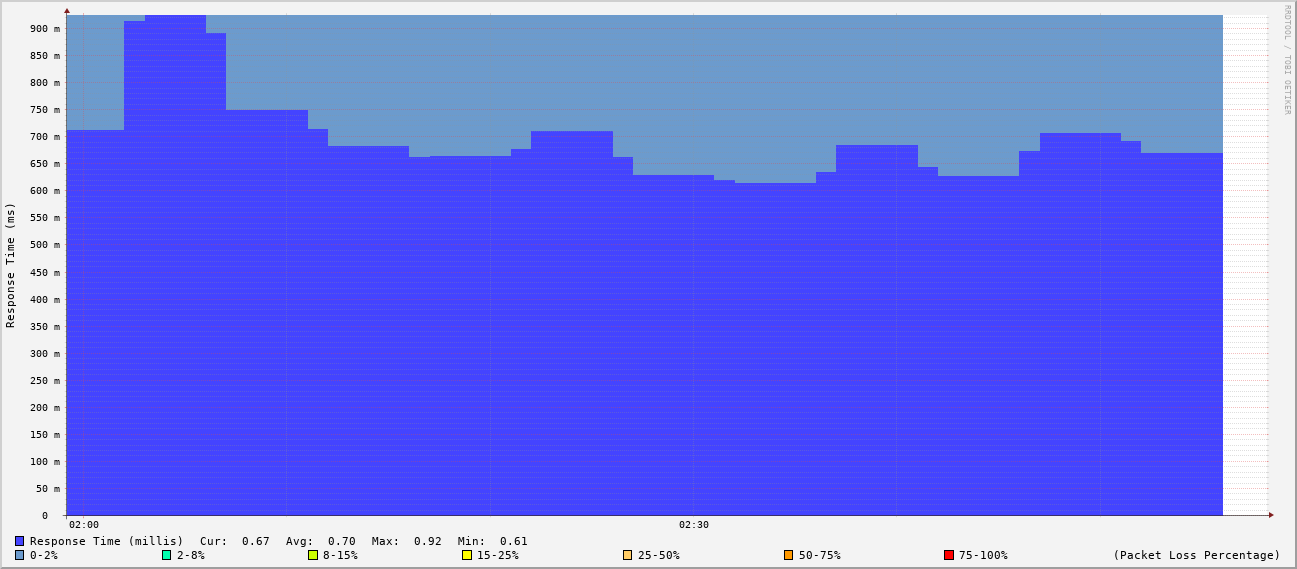 RRDTOOL / TOBI OETIKER
Response Time (ms)
900 m
850 m
800 m
750 m
700 m
650 m
600 m
550 m
500 m
450 m
400 m
350 m
300 m
250 m
200 m
150 m
100 m
50 m
0
02:00 02:30
Response Time (millis) Cur: 0.67 Avg: 0.70 Max: 0.92 Min: 0.61
0-2% 2-8% 8-15% 15-25% 25-50% 50-75% 75-100% (Packet Loss Percentage)